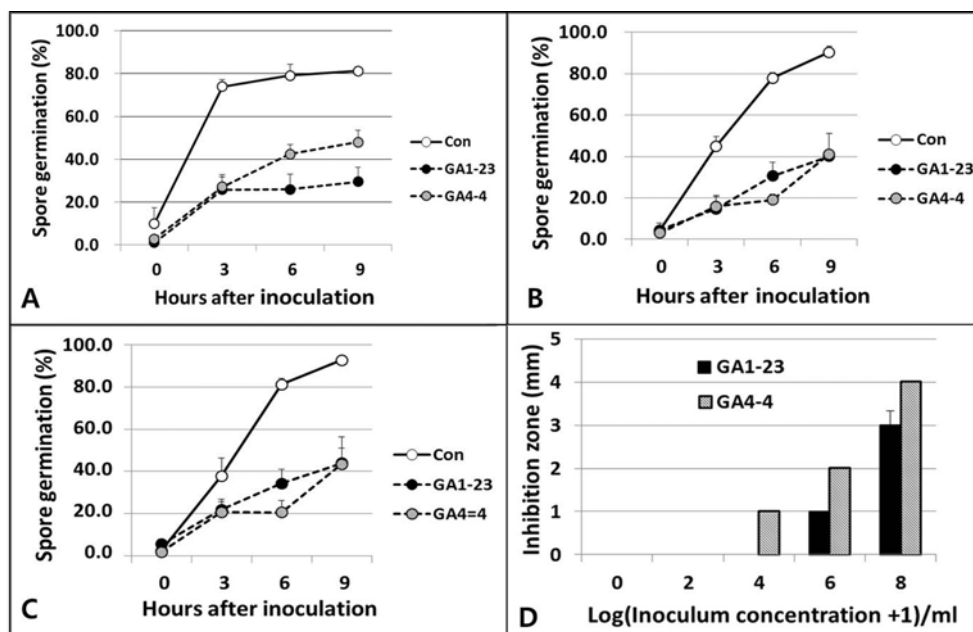 Spore germination (%)
100.0
80.0
60.0
40.0
20.0
0.0
0 3 6 9
Hours after inoculation
Con
GA1-23
GA4-4
A
Spore germination (%)
100.0
80.0
60.0
40.0
20.0
0.0
0 3 6 9
Hours after inoculation
Con
GA1-23
GA4-4
B
Spore germination (%)
100.0
80.0
60.0
40.0
20.0
0.0
0 3 6 9
Hours after inoculation
Con
GA1-23
GA4=4
C
Inhibition zone (mm)
5
4
3
2
1
0
0 2 4 6 8
Log(Inoculum concentration +1)/ml
GA1-23
GA4-4
D